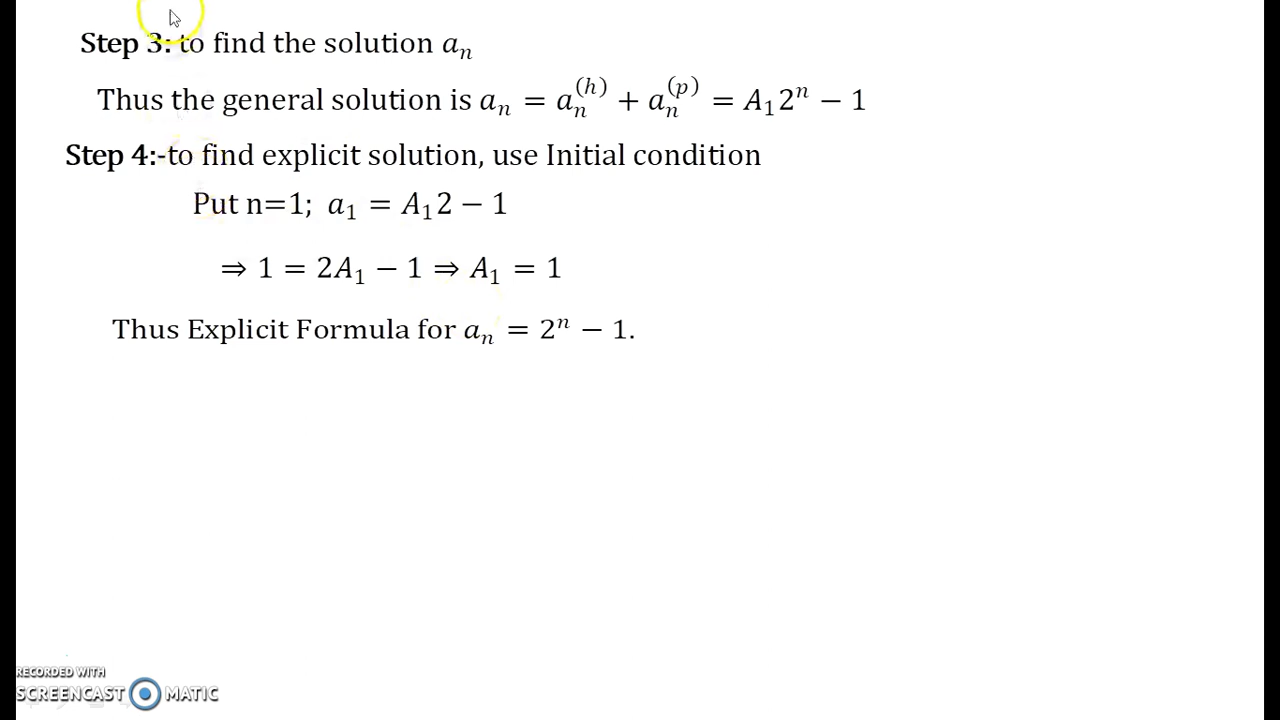 Step 3: to find the solution aₙ
Thus the general solution is aₙ = aₙ⁽ʰ⁾ + aₙ⁽ᵖ⁾ = A₁2ⁿ − 1
Step 4:-to find explicit solution, use Initial condition
Put n=1; a₁ = A₁2 − 1
⇒ 1 = 2A₁ − 1 ⇒ A₁ = 1
Thus Explicit Formula for aₙ = 2ⁿ − 1.
RECORDED WITH
SCREENCAST MATIC